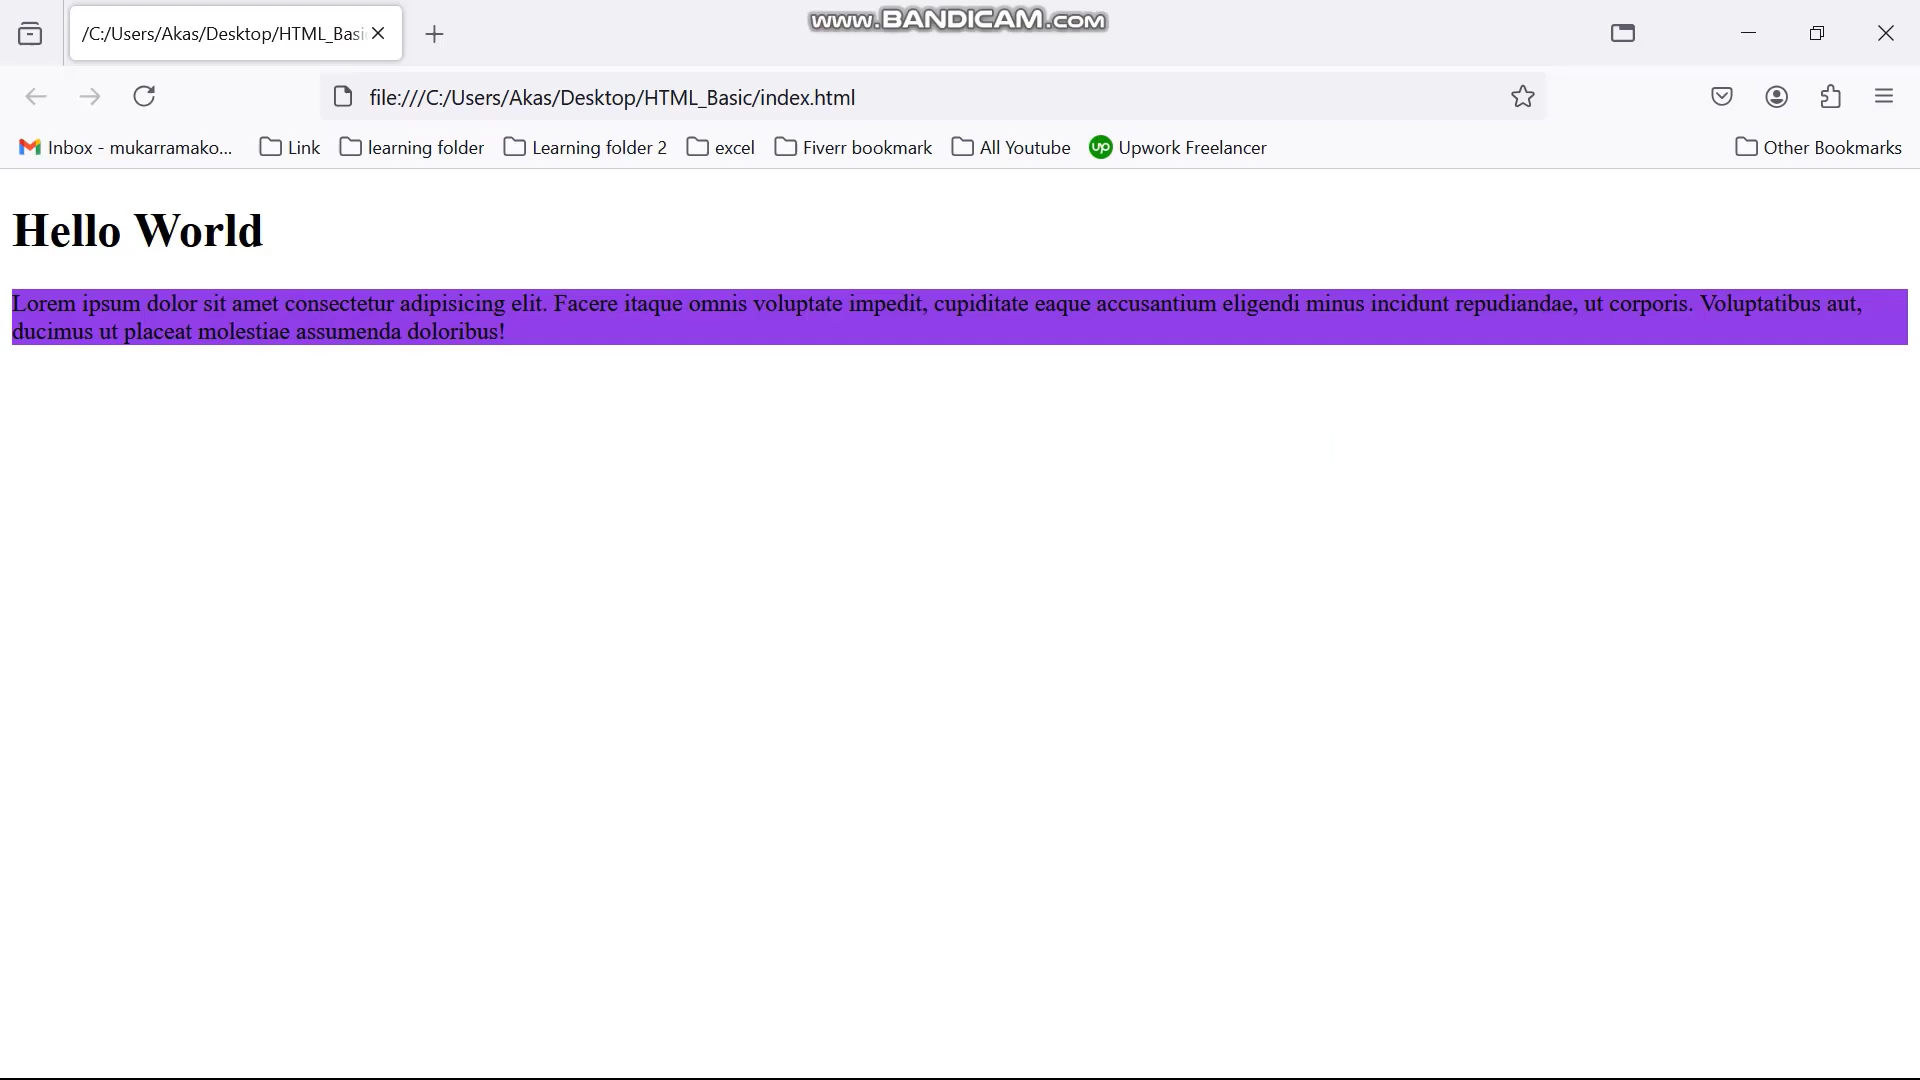 www.BANDICAM.com
/C:/Users/Akas/Desktop/HTML_Basi
file:///C:/Users/Akas/Desktop/HTML_Basic/index.html
Inbox - mukarramako... Link learning folder Learning folder 2 excel Fiverr bookmark All Youtube up Upwork Freelancer Other Bookmarks
Hello World
Lorem ipsum dolor sit amet consectetur adipisicing elit. Facere itaque omnis voluptate impedit, cupiditate eaque accusantium eligendi minus incidunt repudiandae, ut corporis. Voluptatibus aut,
ducimus ut placeat molestiae assumenda doloribus!